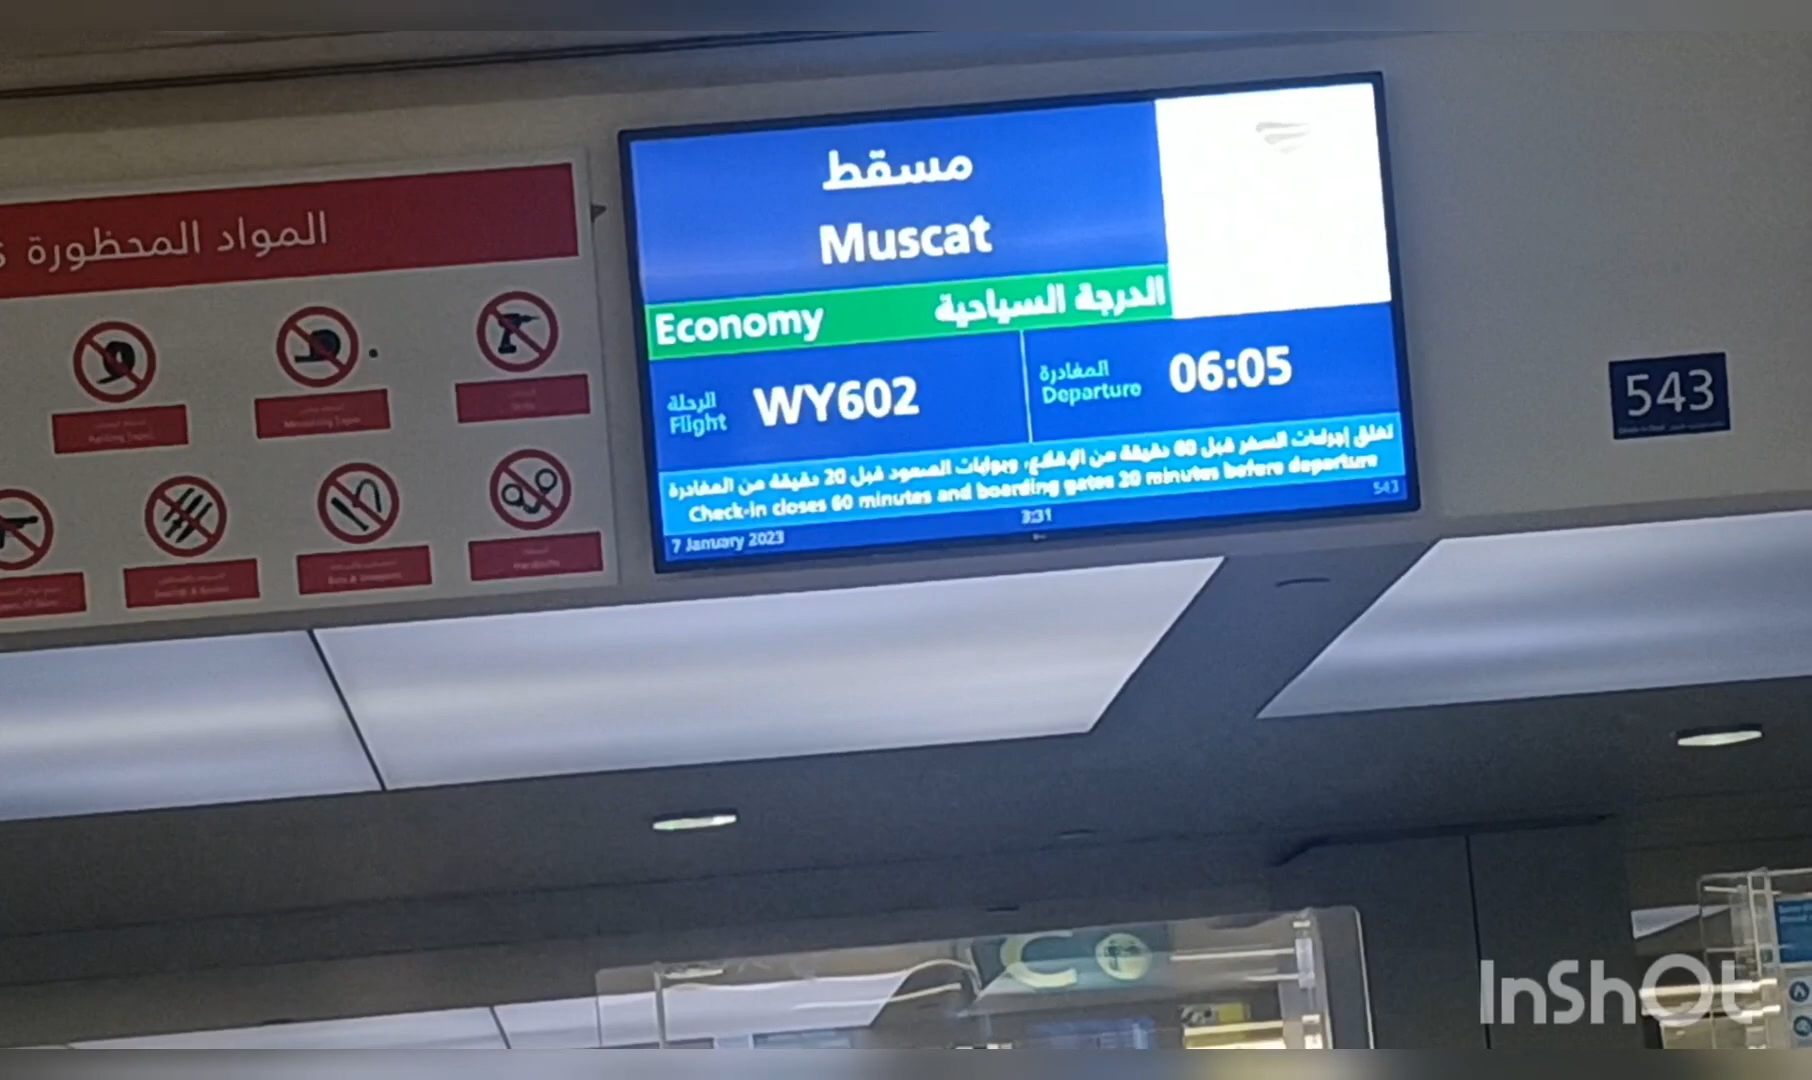 المواد المحظورة
مسقط
Muscat
Economy الدرجة السياحية
الرحلة
Flight
WY602
المغادرة
Departure
06:05
تغلق إجراءات السفر قبل 60 دقيقة من الإقلاع، وبوابات الصعود قبل 20 دقيقة من المغادرة
Check-in closes 60 minutes and boarding gates 20 minutes before departure
7 January 2023
3:31
543
543
C
InShOt